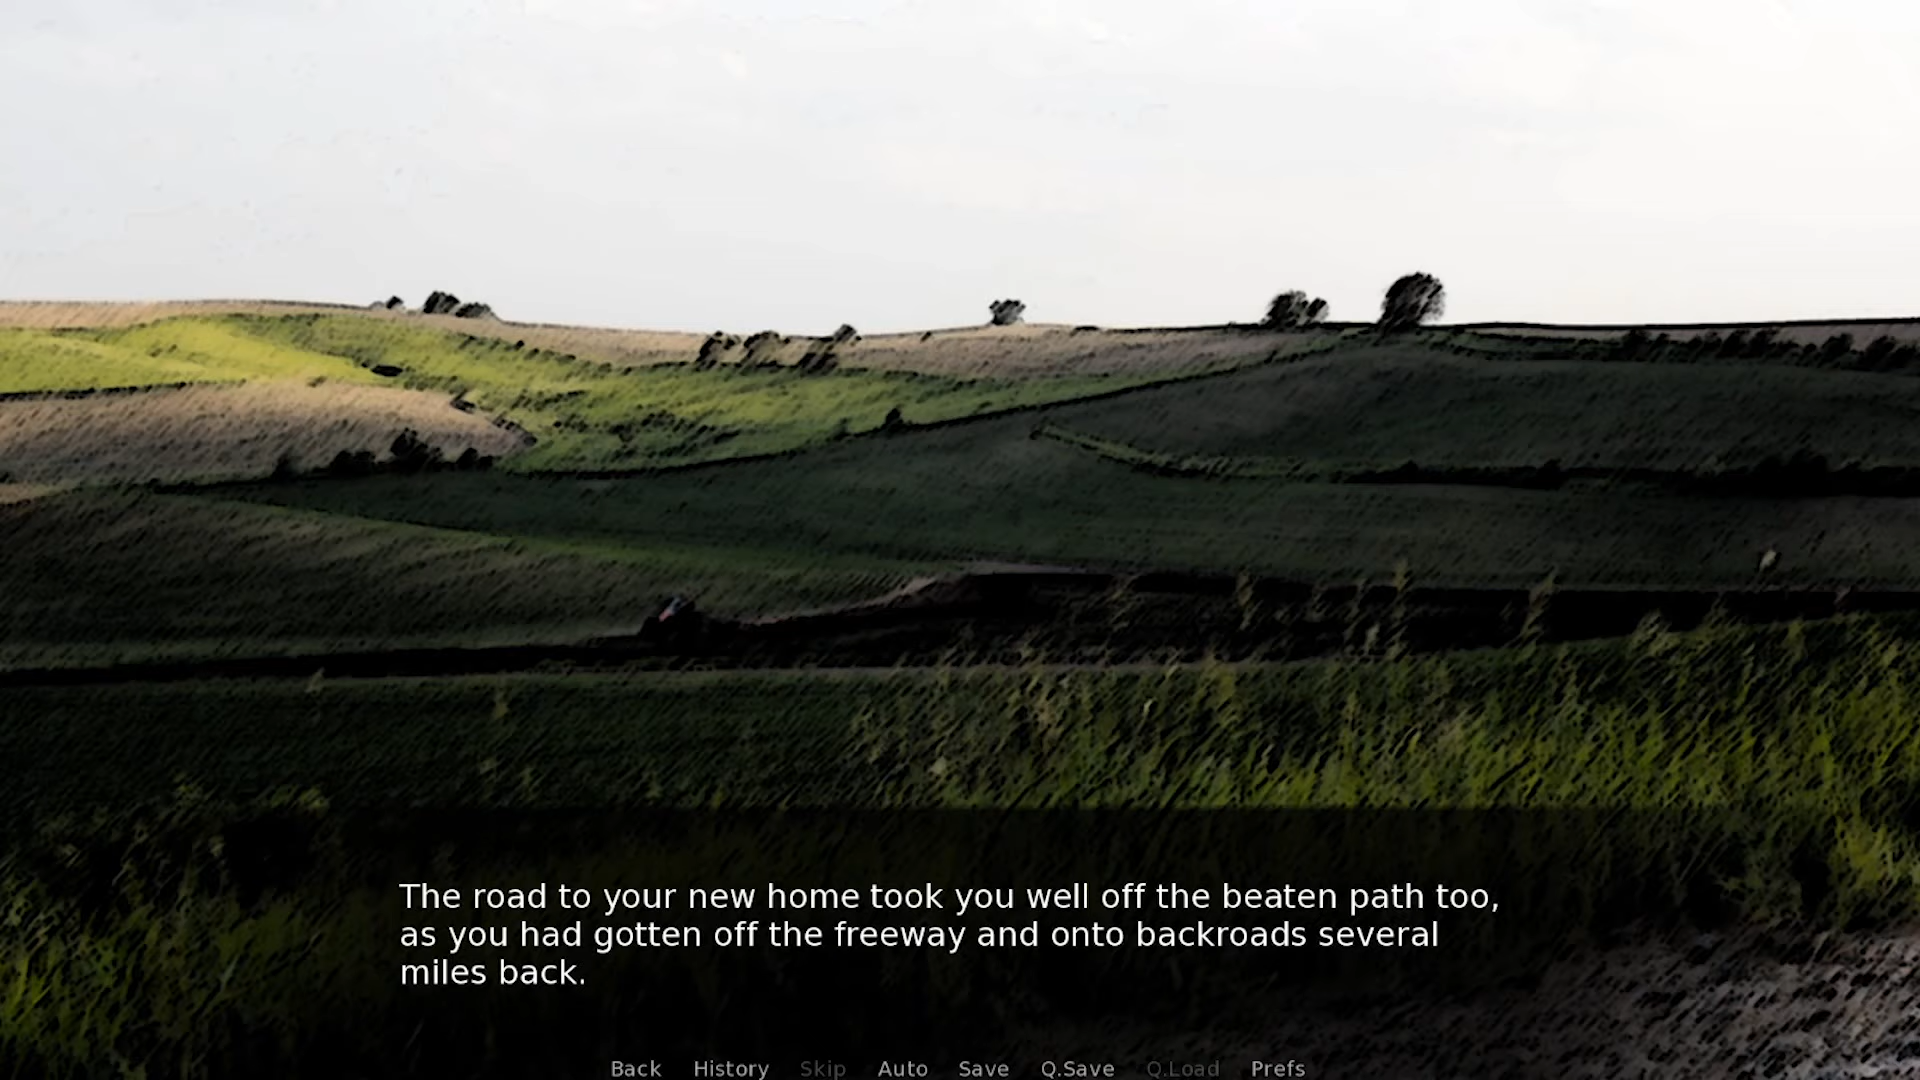 The road to your new home took you well off the beaten path too,
as you had gotten off the freeway and onto backroads several
miles back.
Back History Skip Auto Save Q.Save Q.Load Prefs